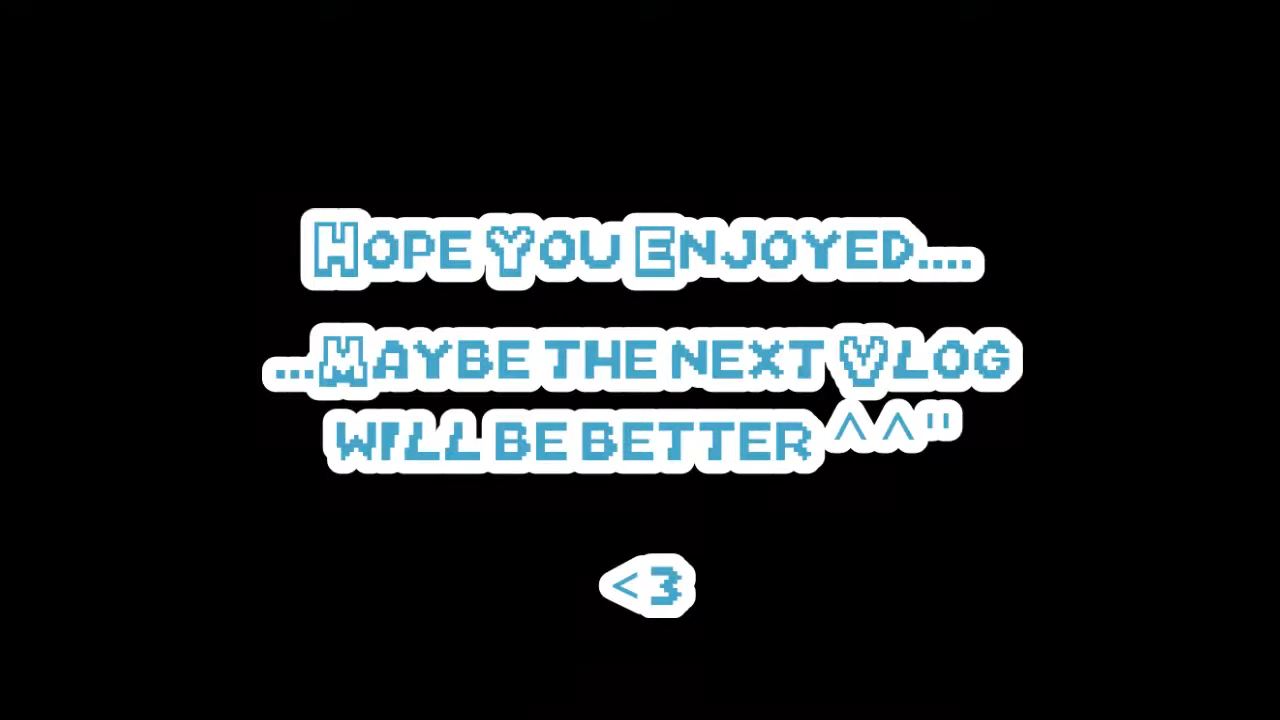 Hope You Enjoyed....
...Maybe the next Vlog
will be better ^^"
<3